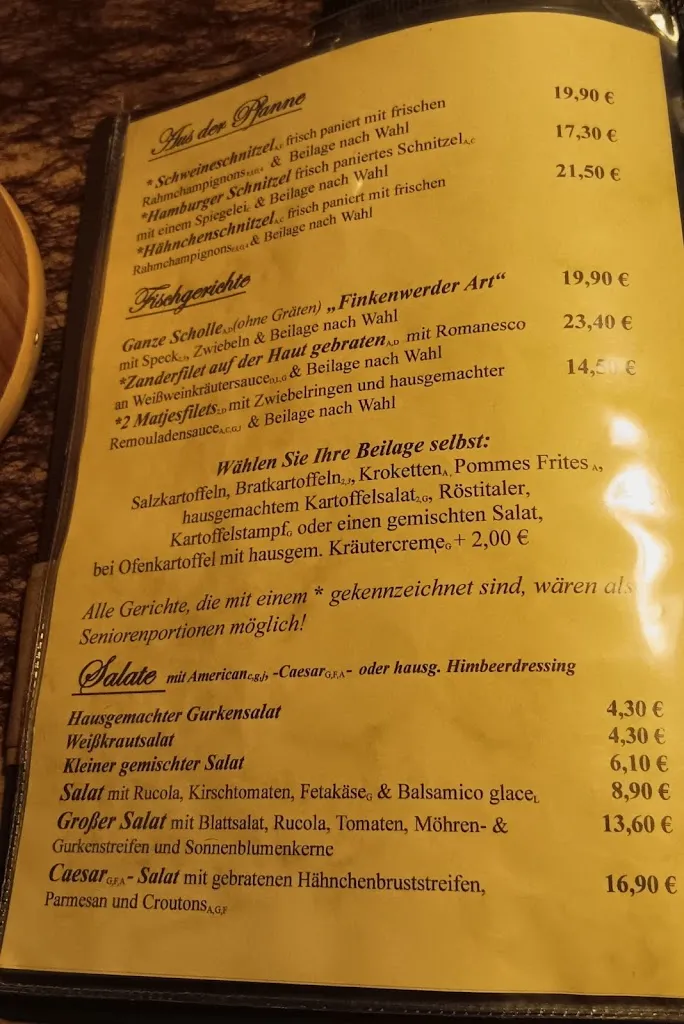 Aus der Pfanne
*Schweineschnitzel A,C frisch paniert mit frischen 19,90 €
Rahmchampignons & Beilage nach Wahl
*Hamburger Schnitzel frisch paniertes Schnitzel A,C 17,30 €
mit einem Spiegelei C & Beilage nach Wahl
*Hähnchenschnitzel A,C frisch paniert mit frischen 21,50 €
Rahmchampignons & Beilage nach Wahl
Fischgerichte
Ganze Scholle A,D (ohne Gräten) „Finkenwerder Art“ 19,90 €
mit Speck, Zwiebeln & Beilage nach Wahl
*Zanderfilet auf der Haut gebraten A,D mit Romanesco 23,40 €
an Weißweinkräutersauce & Beilage nach Wahl
*2 Matjesfilets 2,D mit Zwiebelringen und hausgemachter 14,50 €
Remouladensauce A,C,G,J & Beilage nach Wahl
Wählen Sie Ihre Beilage selbst:
Salzkartoffeln, Bratkartoffeln 2,3, Kroketten A, Pommes Frites A,
hausgemachtem Kartoffelsalat 2,G, Röstitaler,
Kartoffelstampf G oder einen gemischten Salat,
bei Ofenkartoffel mit hausgem. Kräutercreme G + 2,00 €
Alle Gerichte, die mit einem * gekennzeichnet sind, wären als
Seniorenportionen möglich!
Salate mit American c,g,j, -Caesar G,F,A- oder hausg. Himbeerdressing
Hausgemachter Gurkensalat 4,30 €
Weißkrautsalat 4,30 €
Kleiner gemischter Salat 6,10 €
Salat mit Rucola, Kirschtomaten, Fetakäse G & Balsamico glace L 8,90 €
Großer Salat mit Blattsalat, Rucola, Tomaten, Möhren- & 13,60 €
Gurkenstreifen und Sonnenblumenkerne
Caesar G,F,A - Salat mit gebratenen Hähnchenbruststreifen, 16,90 €
Parmesan und Croutons A,G,F